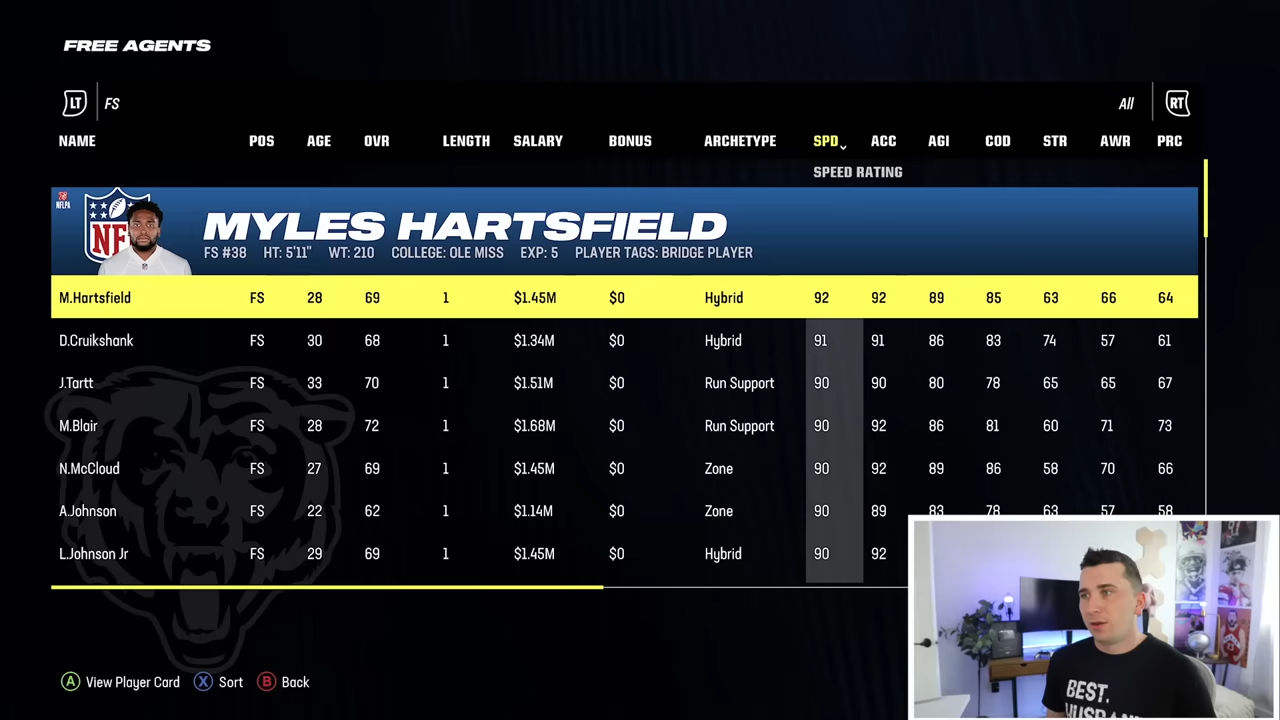 FREE AGENTS
LT FS All RT
NAME POS AGE OVR LENGTH SALARY BONUS ARCHETYPE SPD ACC AGI COD STR AWR PRC
SPEED RATING
NFLPA
MYLES HARTSFIELD
FS #38 HT: 5'11" WT: 210 COLLEGE: OLE MISS EXP: 5 PLAYER TAGS: BRIDGE PLAYER
M.Hartsfield FS 28 69 1 $1.45M $0 Hybrid 92 92 89 85 63 66 64
D.Cruikshank FS 30 68 1 $1.34M $0 Hybrid 91 91 86 83 74 57 61
J.Tartt FS 33 70 1 $1.51M $0 Run Support 90 90 80 78 65 65 67
M.Blair FS 28 72 1 $1.68M $0 Run Support 90 92 86 81 60 71 73
N.McCloud FS 27 69 1 $1.45M $0 Zone 90 92 89 86 58 70 66
A.Johnson FS 22 62 1 $1.14M $0 Zone 90 89 83 78 63 57 58
L.Johnson Jr FS 29 69 1 $1.45M $0 Hybrid 90 92
A View Player Card X Sort B Back
BEST.